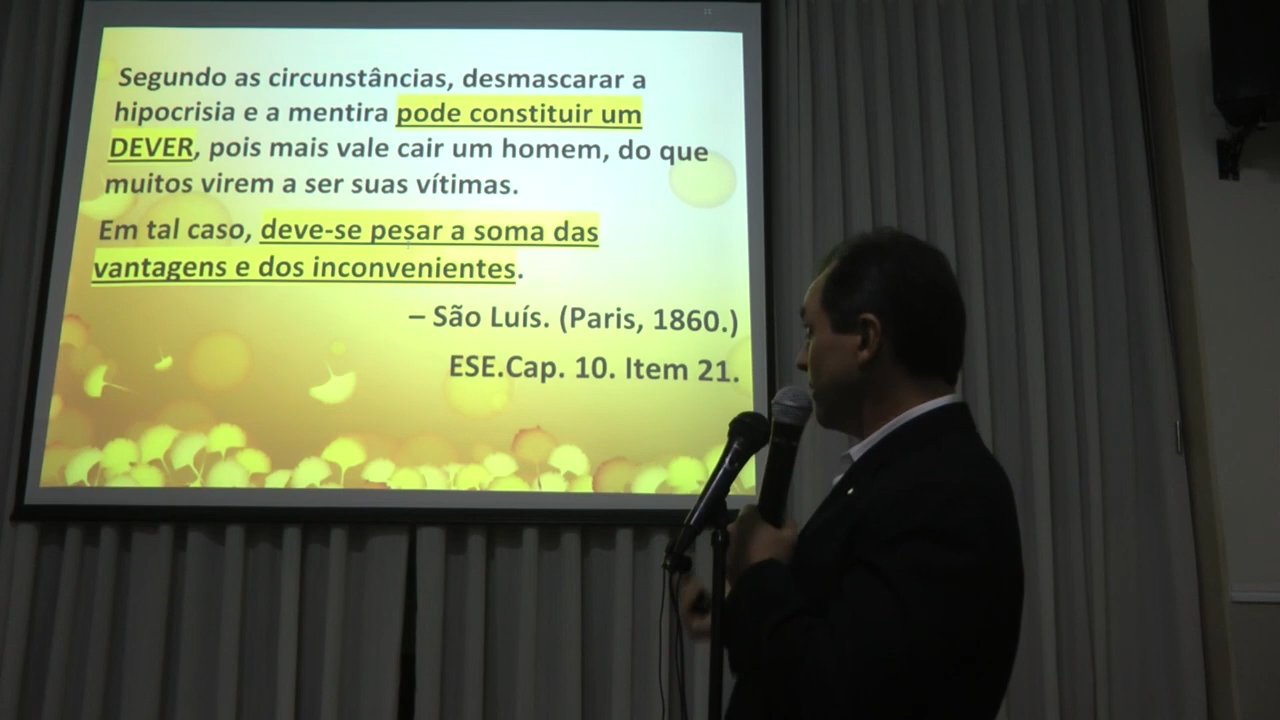 Segundo as circunstâncias, desmascarar a
hipocrisia e a mentira pode constituir um
DEVER, pois mais vale cair um homem, do que
muitos virem a ser suas vítimas.
Em tal caso, deve-se pesar a soma das
vantagens e dos inconvenientes.
– São Luís. (Paris, 1860.)
ESE.Cap. 10. Item 21.